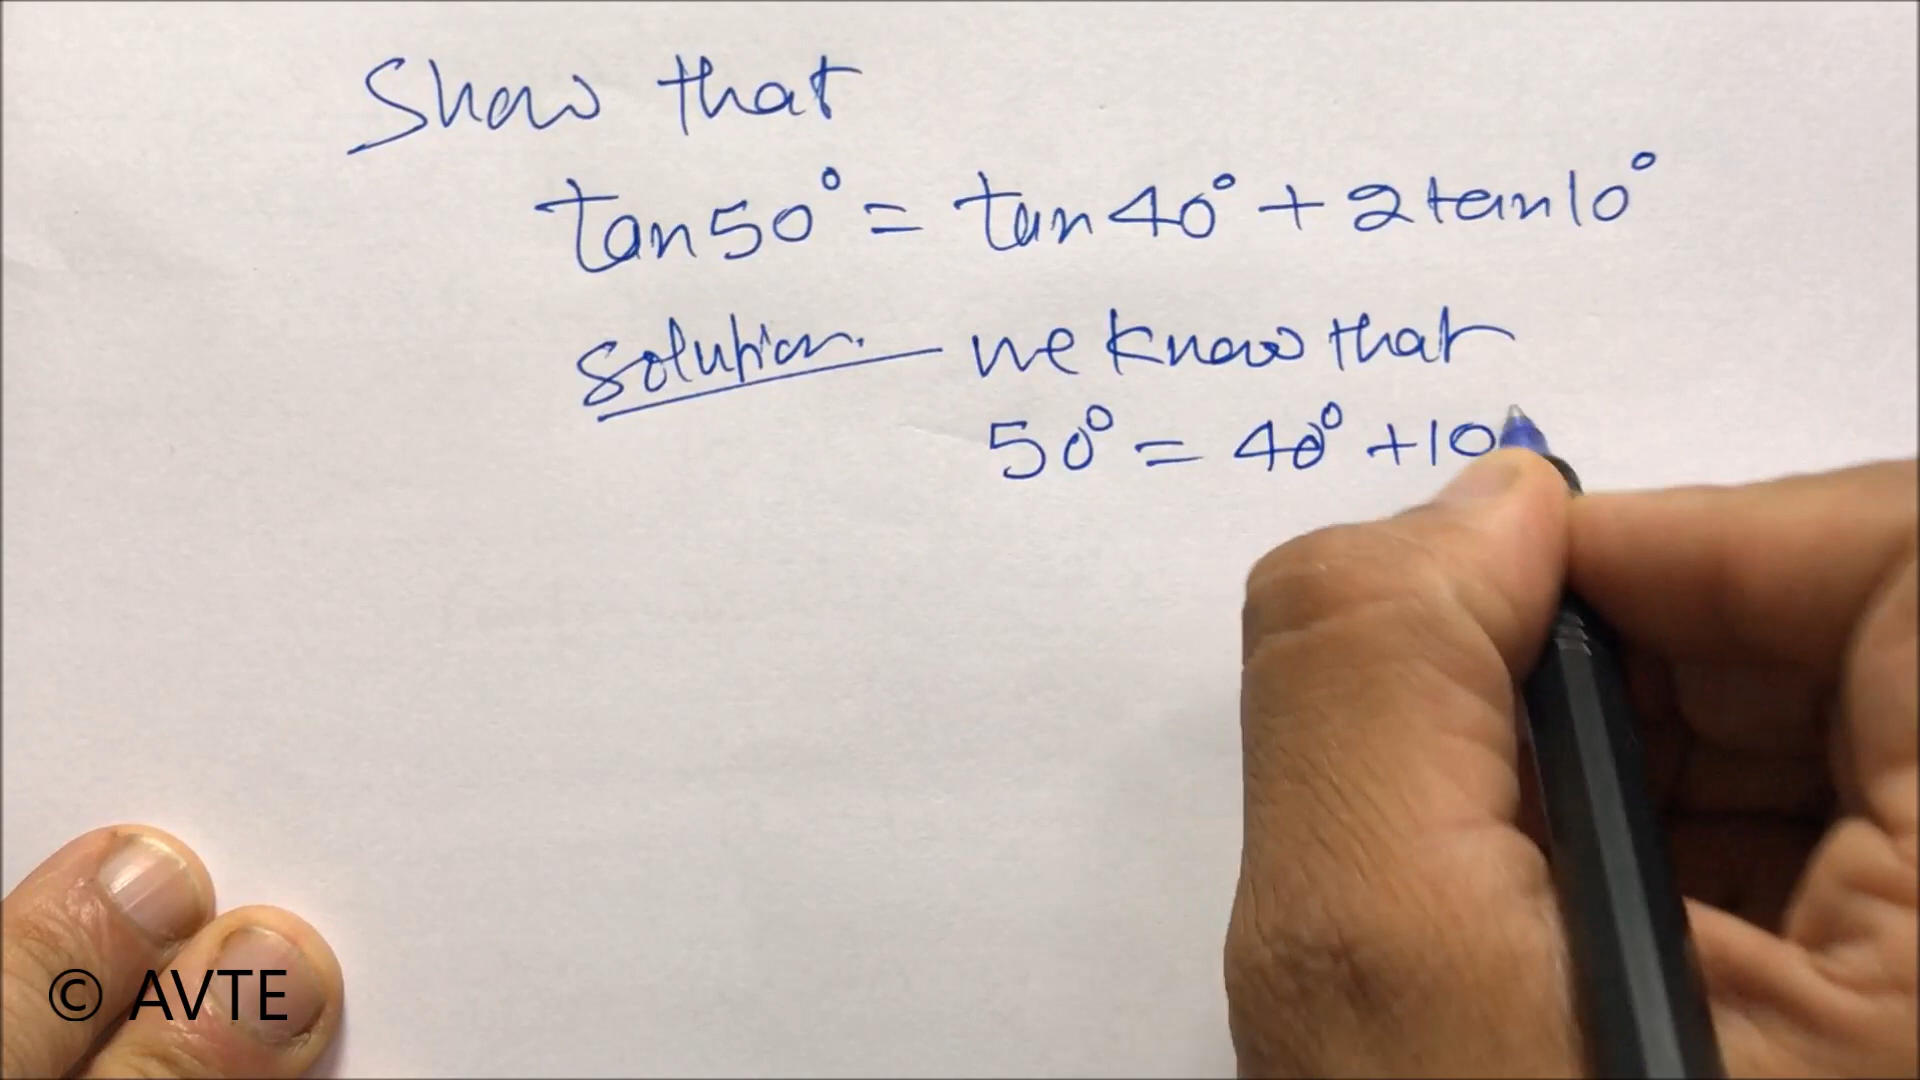 Show that
tan50° = tan40° + 2tan10°
solution. we know that
50° = 40° + 10
© AVTE